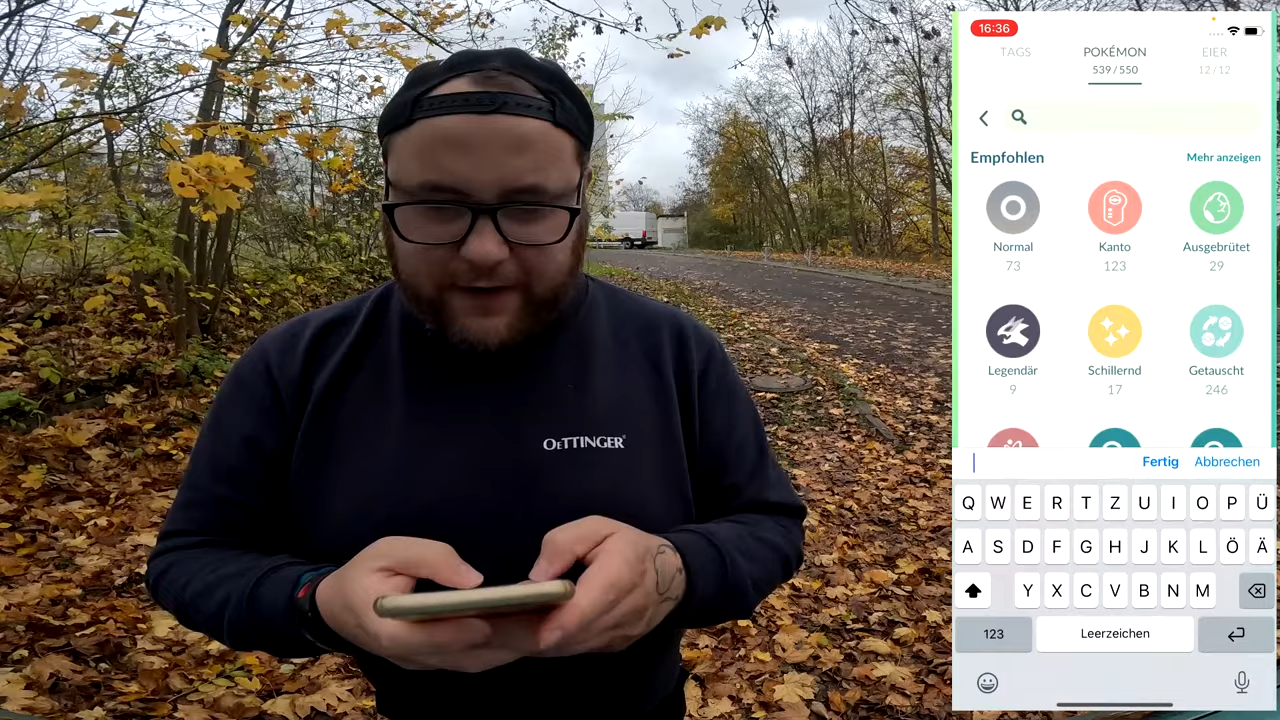 OeTTINGER
16:36
TAGS POKÉMON EIER
539 / 550 12 / 12
Empfohlen Mehr anzeigen
Normal Kanto Ausgebrütet
73 123 29
Legendär Schillernd Getauscht
9 17 246
Fertig Abbrechen
Q W E R T Z U I O P Ü
A S D F G H J K L Ö Ä
Y X C V B N M
123 Leerzeichen